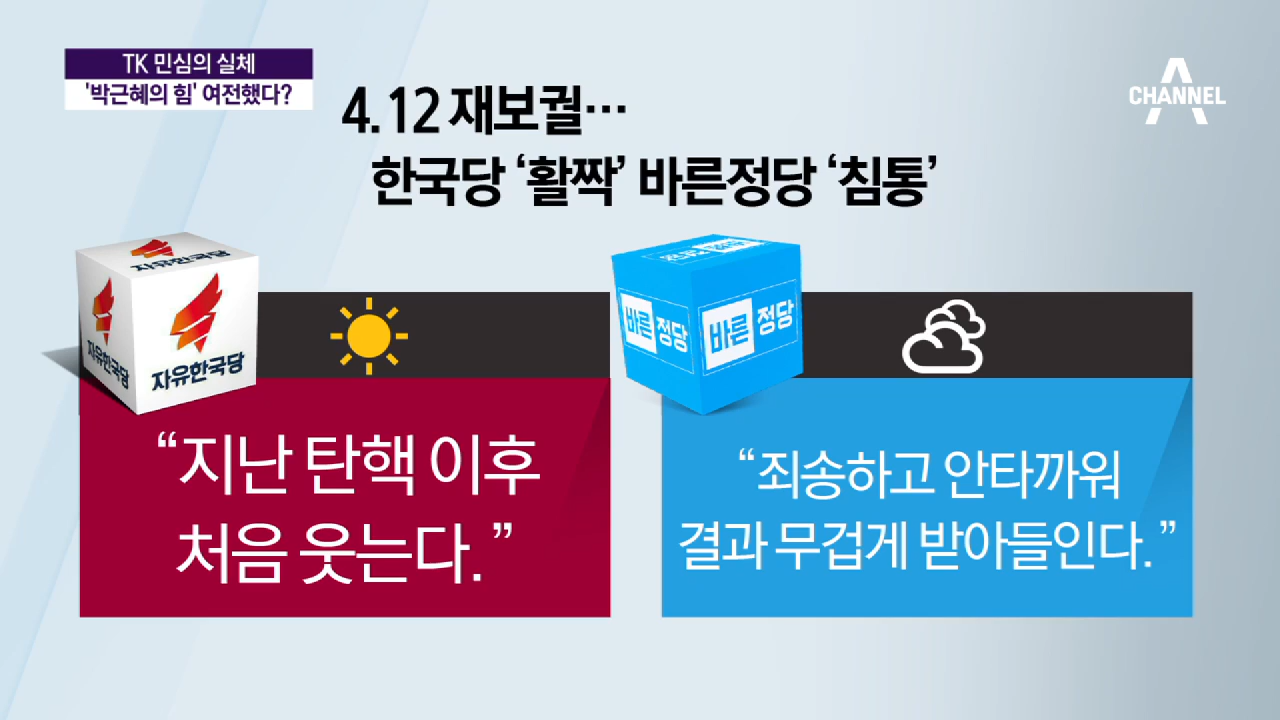 TK 민심의 실체
'박근혜의 힘' 여전했다?
CHANNEL A
4.12 재보궐…
한국당 ‘활짝’ 바른정당 ‘침통’
자유한국당
자유한국당
자유한국당
바른정당
바른정당
“지난 탄핵 이후
처음 웃는다.”
“죄송하고 안타까워
결과 무겁게 받아들인다.”